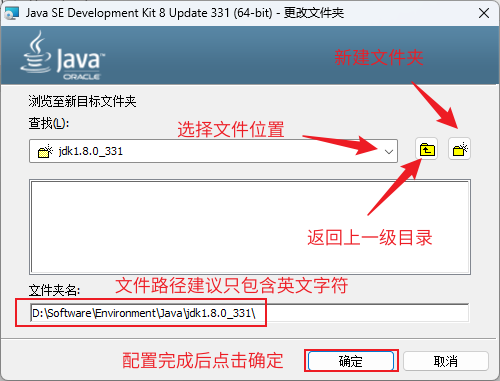 Java SE Development Kit 8 Update 331 (64-bit) - 更改文件夹
Java
ORACLE
新建文件夹
浏览至新目标文件夹
查找(L):
选择文件位置
jdk1.8.0_331
返回上一级目录
文件路径建议只包含英文字符
文件夹名:
D:\Software\Environment\Java\jdk1.8.0_331\
配置完成后点击确定
确定
取消